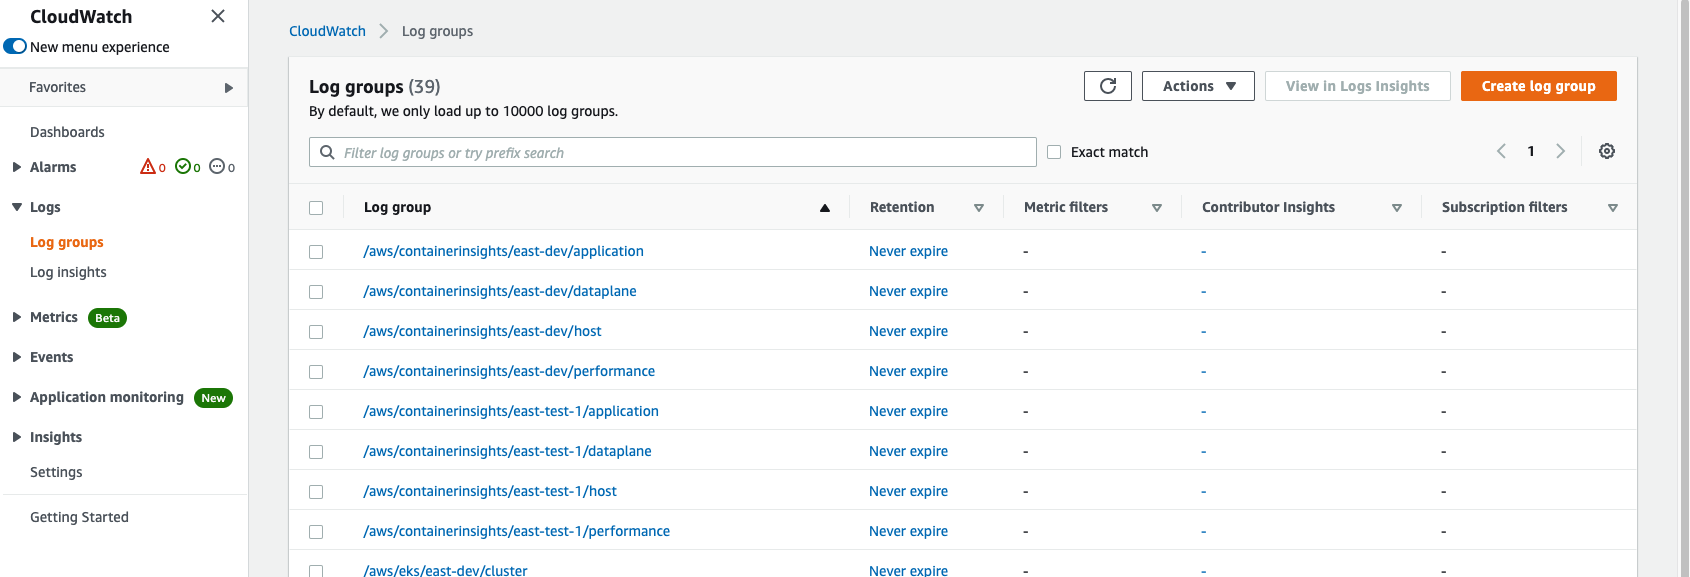 CloudWatch
New menu experience
Favorites
Dashboards
Alarms 0 0 0
Logs
Log groups
Log insights
Metrics Beta
Events
Application monitoring New
Insights
Settings
Getting Started
CloudWatch Log groups
Log groups (39)
By default, we only load up to 10000 log groups.
Actions View in Logs Insights Create log group
Filter log groups or try prefix search Exact match 1
Log group Retention Metric filters Contributor Insights Subscription filters
/aws/containerinsights/east-dev/application Never expire - - -
/aws/containerinsights/east-dev/dataplane Never expire - - -
/aws/containerinsights/east-dev/host Never expire - - -
/aws/containerinsights/east-dev/performance Never expire - - -
/aws/containerinsights/east-test-1/application Never expire - - -
/aws/containerinsights/east-test-1/dataplane Never expire - - -
/aws/containerinsights/east-test-1/host Never expire - - -
/aws/containerinsights/east-test-1/performance Never expire - - -
/aws/eks/east-dev/cluster Never expire - - -